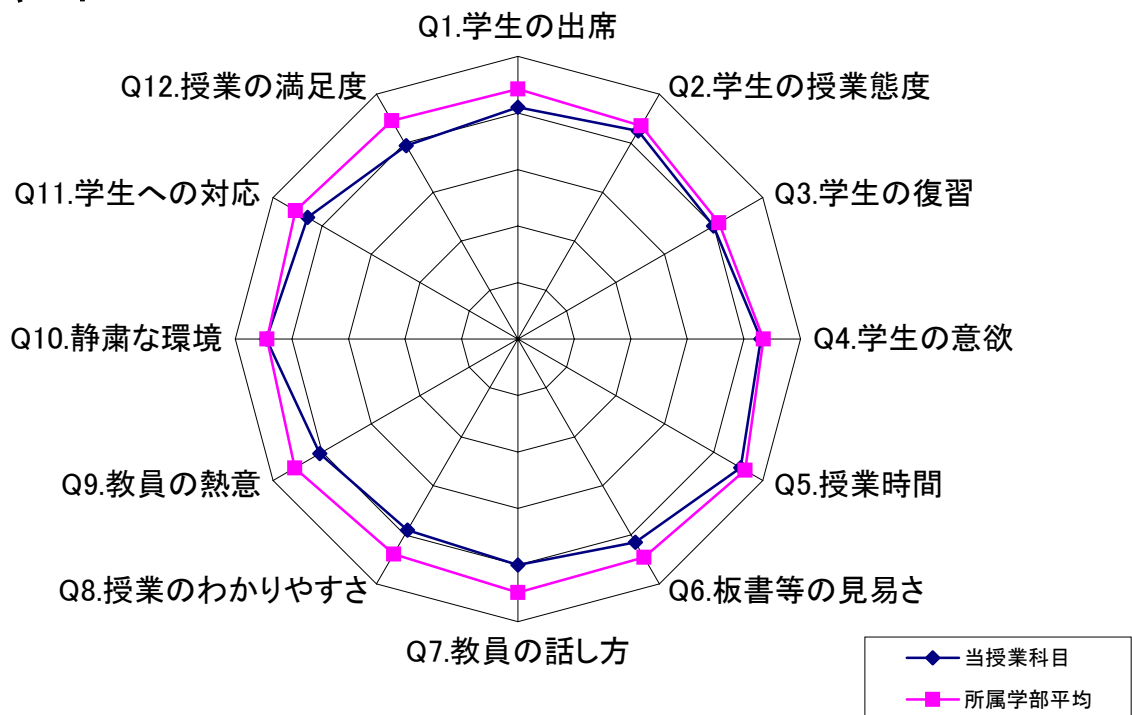 Q1.学生の出席
Q2.学生の授業態度
Q3.学生の復習
Q4.学生の意欲
Q5.授業時間
Q6.板書等の見易さ
Q7.教員の話し方
Q8.授業のわかりやすさ
Q9.教員の熱意
Q10.静粛な環境
Q11.学生への対応
Q12.授業の満足度
当授業科目
所属学部平均